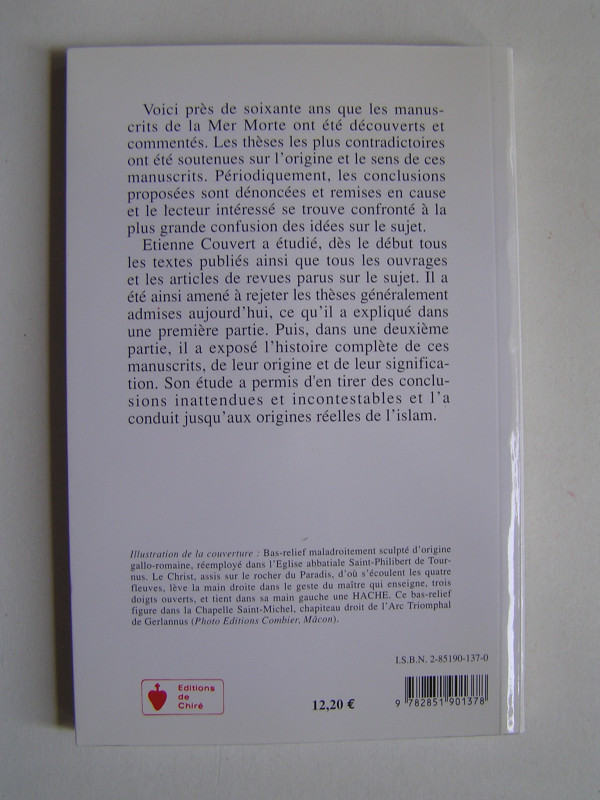 Voici près de soixante ans que les manus-
crits de la Mer Morte ont été découverts et
commentés. Les thèses les plus contradictoires
ont été soutenues sur l'origine et le sens de ces
manuscrits. Périodiquement, les conclusions
proposées sont dénoncées et remises en cause
et le lecteur intéressé se trouve confronté à la
plus grande confusion des idées sur le sujet.
Etienne Couvert a étudié, dès le début tous
les textes publiés ainsi que tous les ouvrages
et les articles de revues parus sur le sujet. Il a
été ainsi amené à rejeter les thèses généralement
admises aujourd'hui, ce qu'il a expliqué dans
une première partie. Puis, dans une deuxième
partie, il a exposé l'histoire complète de ces
manuscrits, de leur origine et de leur significa-
tion. Son étude a permis d'en tirer des conclu-
sions inattendues et incontestables et l'a
conduit jusqu'aux origines réelles de l'islam.
Illustration de la couverture : Bas-relief maladroitement sculpté d'origine
gallo-romaine, réemployé dans l'Eglise abbatiale Saint-Philibert de Tour-
nus. Le Christ, assis sur le rocher du Paradis, d'où s'écoulent les quatre
fleuves, lève la main droite dans le geste du maître qui enseigne, trois
doigts ouverts, et tient dans sa main gauche une HACHE. Ce bas-relief
figure dans la Chapelle Saint-Michel, chapiteau droit de l'Arc Triomphal
de Gerlannus (Photo Editions Combier, Mâcon).
I.S.B.N. 2-85190-137-0
Editions
de
Chiré
12,20 €
9 782851 901378